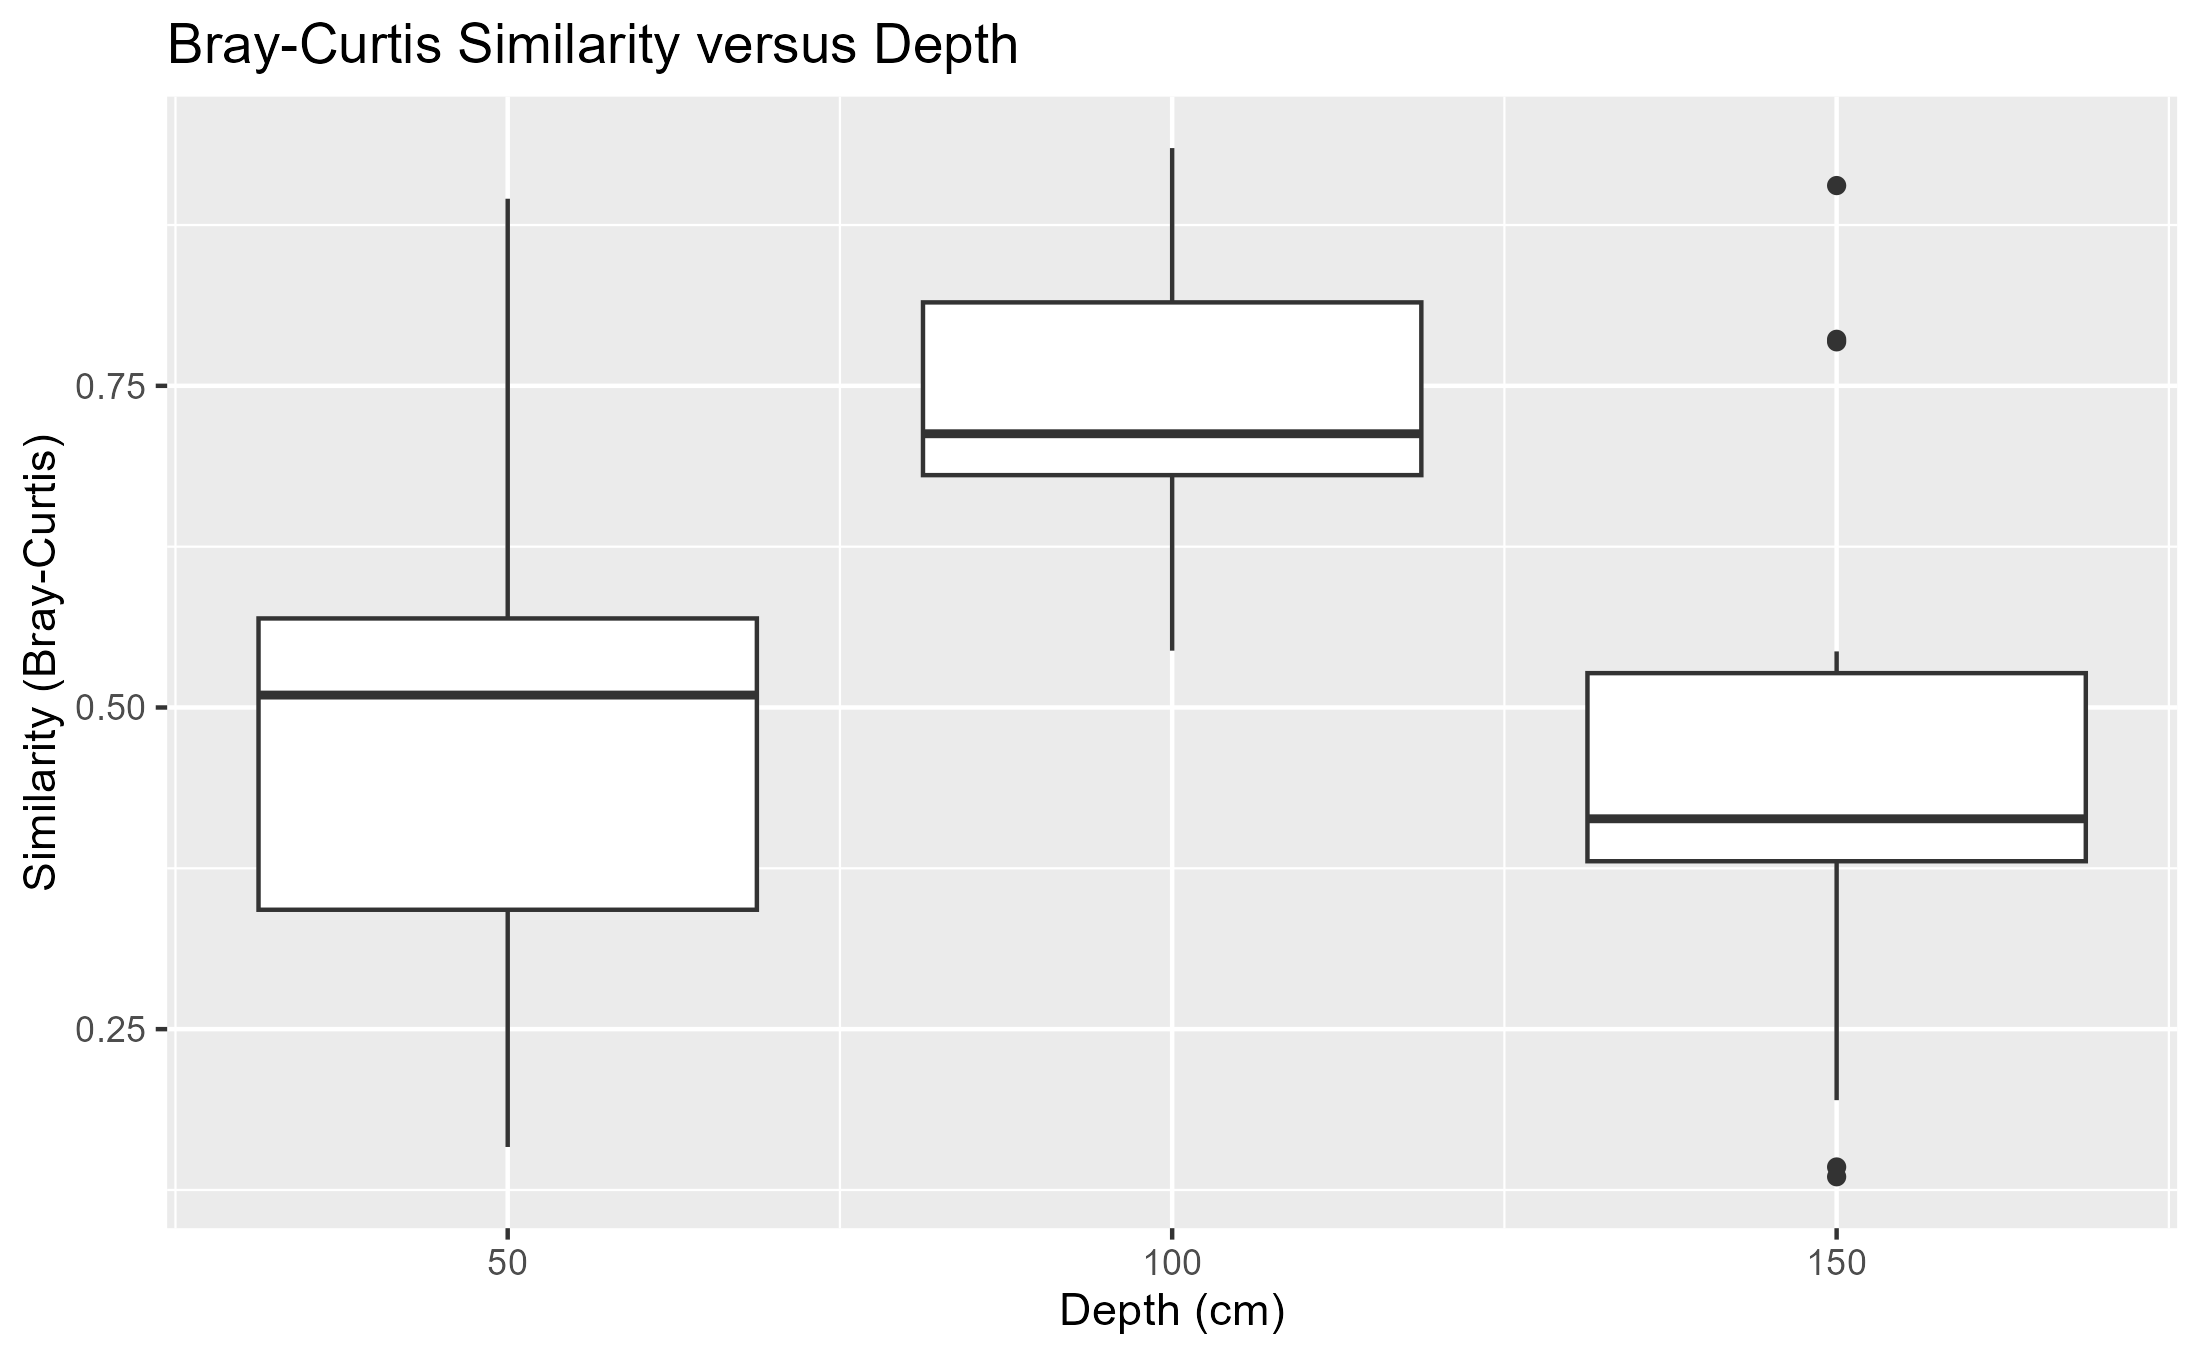 Bray-Curtis Similarity versus Depth
Similarity (Bray-Curtis)
0.75
0.50
0.25
50 100 150
Depth (cm)